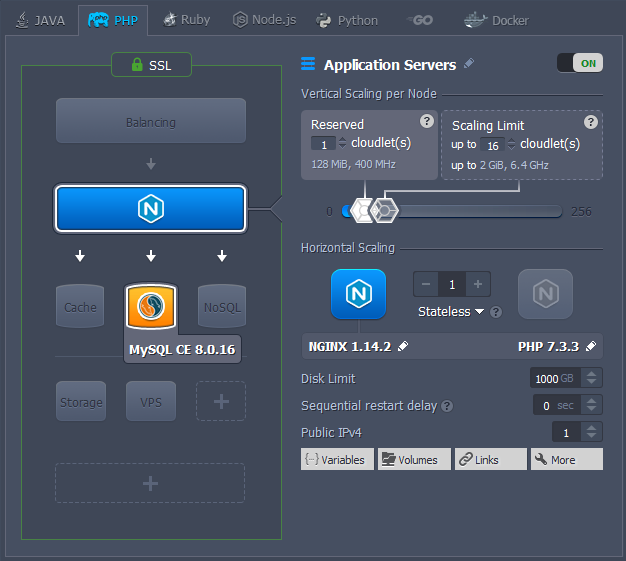 JAVA PHP Ruby Node.js Python GO Docker
SSL
Balancing
Cache
NoSQL
MySQL CE 8.0.16
Storage
VPS
Application Servers
ON
Vertical Scaling per Node
Reserved
1 cloudlet(s)
128 MiB, 400 MHz
?
Scaling Limit
up to 16 cloudlet(s)
up to 2 GiB, 6.4 GHz
?
0
256
Horizontal Scaling
1
Stateless ?
NGINX 1.14.2
PHP 7.3.3
Disk Limit 1000 GB
Sequential restart delay ? 0 sec
Public IPv4 1
Variables Volumes Links More